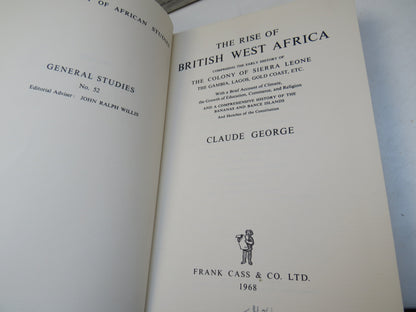 OF AFRICAN STUDIES
GENERAL STUDIES
No. 52
Editorial Adviser: JOHN RALPH WILLIS
THE RISE OF
BRITISH WEST AFRICA
COMPRISING THE EARLY HISTORY OF
THE COLONY OF SIERRA LEONE
THE GAMBIA, LAGOS, GOLD COAST, ETC.
With a Brief Account of Climate,
the Growth of Education, Commerce, and Religion
AND A COMPREHENSIVE HISTORY OF THE
BANANAS AND BANCE ISLANDS
And Sketches of the Constitution
CLAUDE GEORGE
FRANK CASS & CO. LTD.
1968